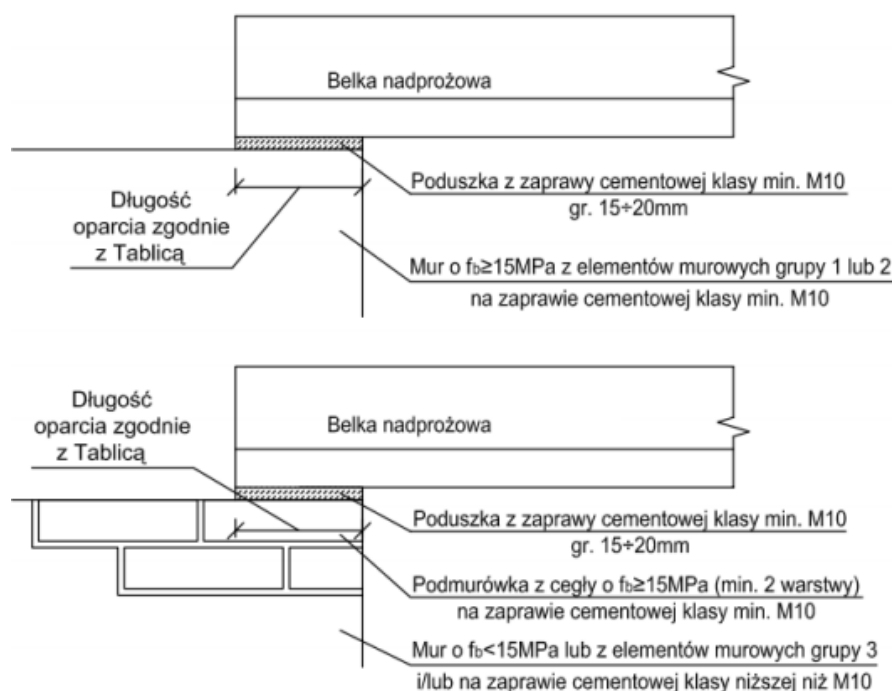 Belka nadprożowa
Poduszka z zaprawy cementowej klasy min. M10
gr. 15÷20mm
Długość
oparcia zgodnie
z Tablicą
Mur o fb≥15MPa z elementów murowych grupy 1 lub 2
na zaprawie cementowej klasy min. M10
Długość
oparcia zgodnie
z Tablicą
Belka nadprożowa
Poduszka z zaprawy cementowej klasy min. M10
gr. 15÷20mm
Podmurówka z cegły o fb≥15MPa (min. 2 warstwy)
na zaprawie cementowej klasy min. M10
Mur o fb<15MPa lub z elementów murowych grupy 3
i/lub na zaprawie cementowej klasy niższej niż M10